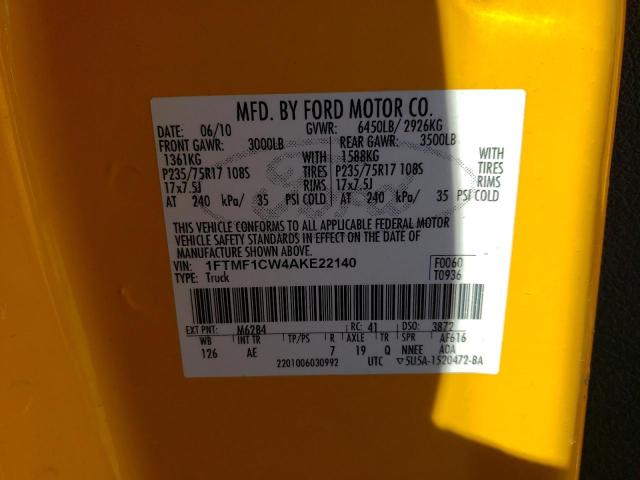 MFD. BY FORD MOTOR CO.
DATE: 06/10 GVWR: 6450LB/ 2926KG
FRONT GAWR: 3000LB REAR GAWR: 3500LB
1361KG WITH 1588KG WITH
P235/75R17 108S TIRES P235/75R17 108S TIRES
17x7.5J RIMS 17x7.5J RIMS
AT 240 kPa/ 35 PSI COLD AT 240 kPa/ 35 PSI COLD
THIS VEHICLE CONFORMS TO ALL APPLICABLE FEDERAL MOTOR
VEHICLE SAFETY STANDARDS IN EFFECT ON THE DATE OF
MANUFACTURE SHOWN ABOVE.
VIN: 1FTMF1CW4AKE22140 F0060
TYPE: Truck T0936
EXT PNT: M6284 RC: 41 DSO: 3872
WB INT TR TP/PS R AXLE TR SPR AF616
126 AE 7 19 Q NNEE ACA
2201006030992 UTC ▽5U5A-1520472-BA